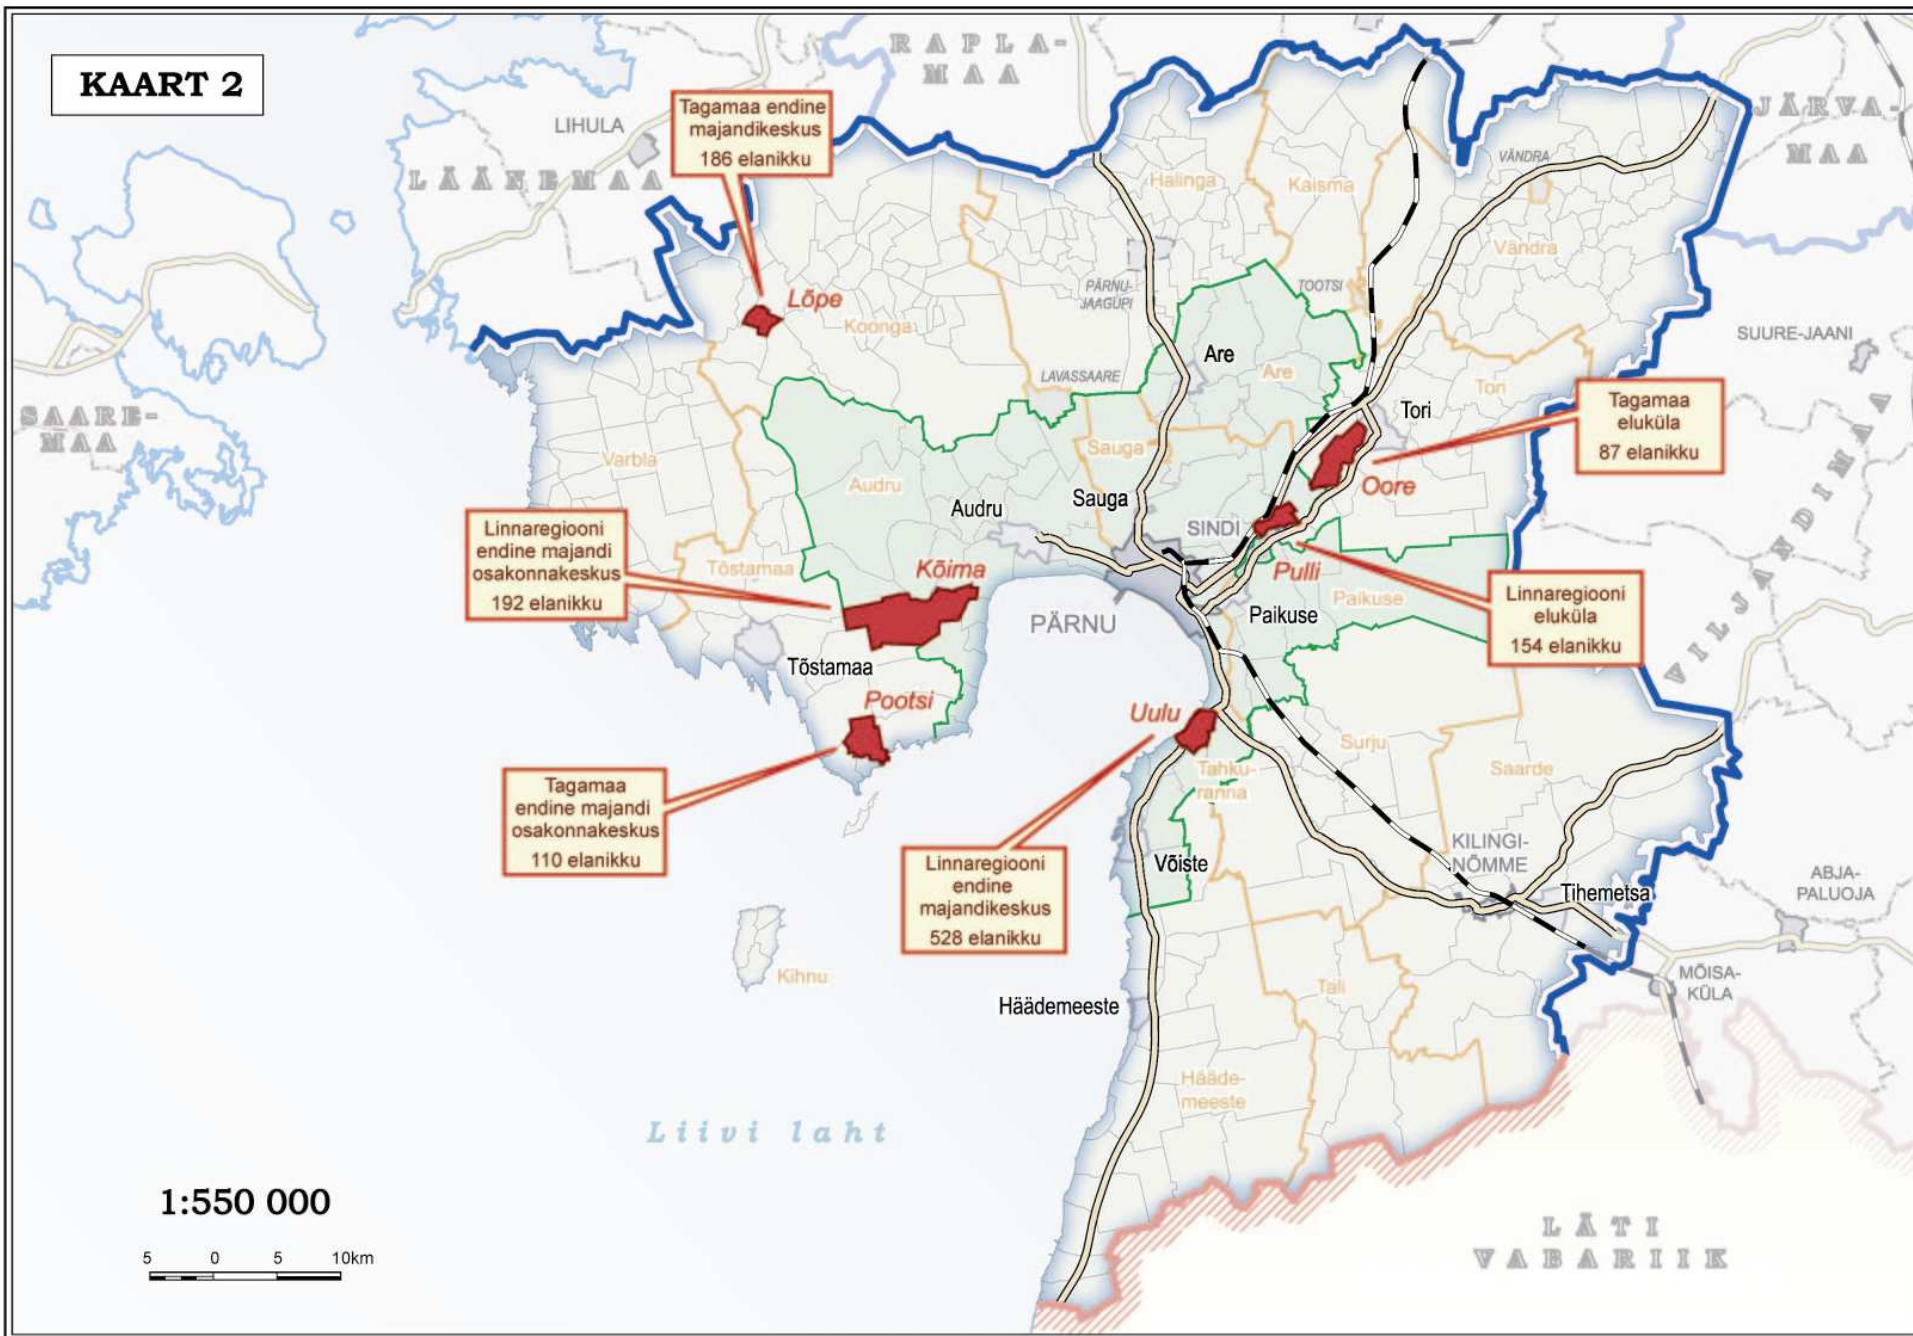 KAART 2
RAPLA-
MAA
JÄRVA-
MAA
LIHULA
LÄÄNEMAA
Tagamaa endine
majandikeskus
186 elanikku
Halinga
Kaisma
VÄNDRA
Vändra
PÄRNU-
JAAGUPI
TOOTSI
Lõpe
Koonga
SUURE-JAANI
Are
Are
LAVASSAARE
Tori
Tori
Tagamaa
eluküla
87 elanikku
SAARE-
MAA
Varbla
Audru
Sauga
Oore
Audru
Sauga
SINDI
VILJANDIMAA
Linnaregiooni
endine majandi
osakonnakeskus
192 elanikku
Tõstamaa
Kõima
Pulli
Paikuse
Linnaregiooni
eluküla
154 elanikku
PÄRNU
Paikuse
Tõstamaa
Pootsi
Uulu
Surju
Saarde
Tahku-
ranna
Tagamaa
endine majandi
osakonnakeskus
110 elanikku
Linnaregiooni
endine
majandikeskus
528 elanikku
Võiste
KILINGI-
NÕMME
Tihemetsa
ABJA-
PALUOJA
Kihnu
Tali
MÕISA-
KÜLA
Häädemeeste
Hääde-
meeste
Liivi laht
1:550 000
5 0 5 10km
LÄTI
VABARIIK